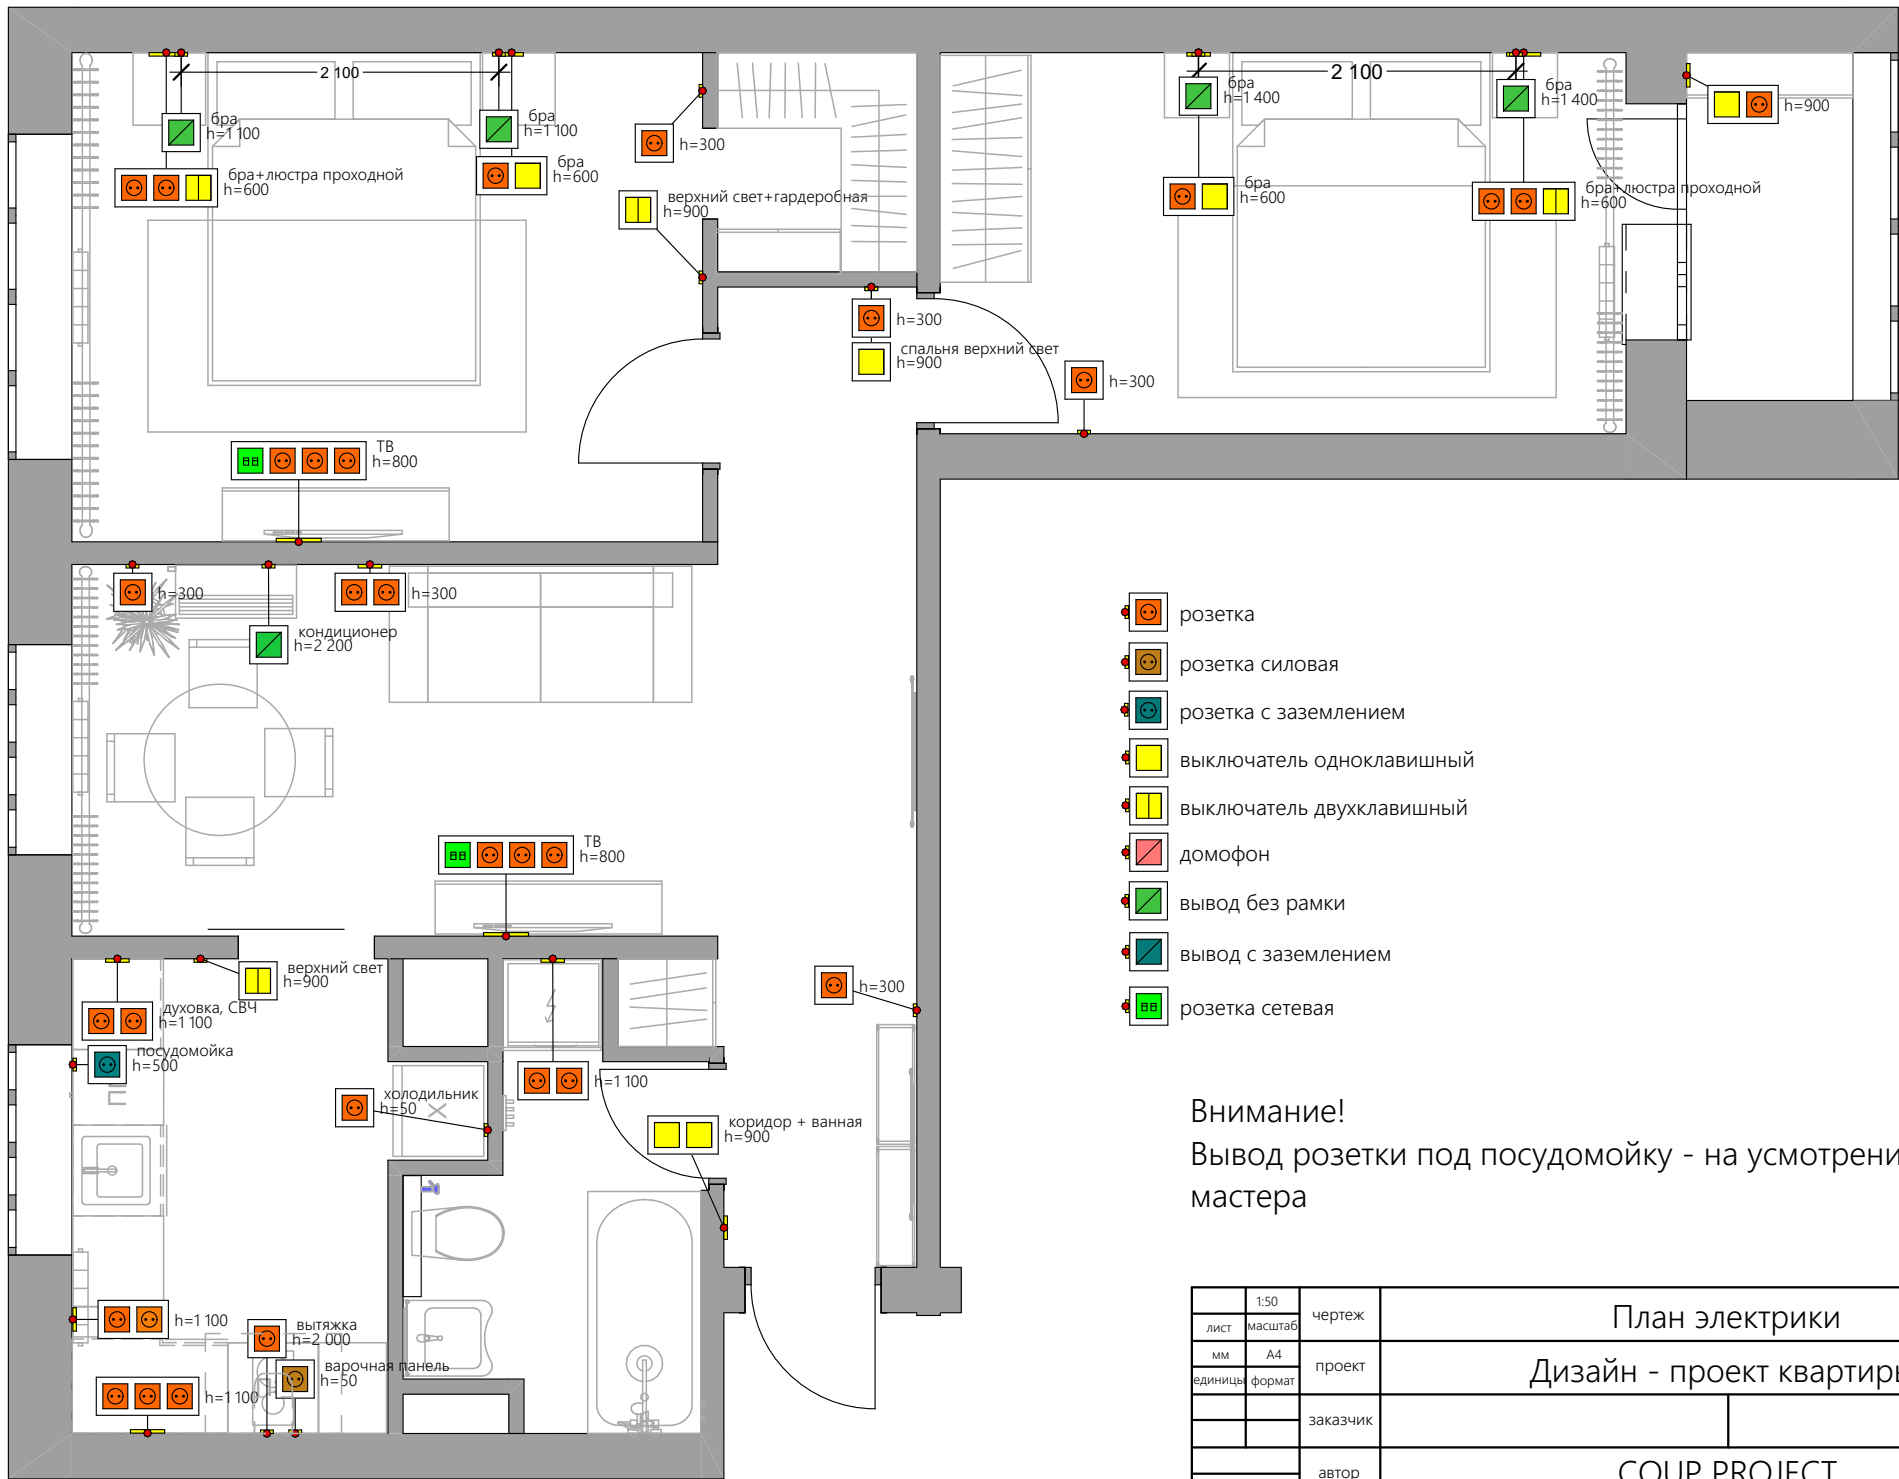 2 100
2 100
бра
h=1 100
бра
h=1 100
бра
h=1 400
бра
h=1 400
h=900
h=300
бра+люстра проходной
h=600
бра
h=600
верхний свет+гардеробная
h=900
бра
h=600
бра+люстра проходной
h=600
h=300
спальня верхний свет
h=900
h=300
ТВ
h=800
h=300
h=300
кондиционер
h=2 200
розетка
розетка силовая
розетка с заземлением
выключатель одноклавишный
выключатель двухклавишный
домофон
вывод без рамки
вывод с заземлением
розетка сетевая
ТВ
h=800
верхний свет
h=900
h=300
духовка, СВЧ
h=1 100
посудомойка
h=500
П
h=1 100
холодильник
h=50
Х
коридор + ванная
h=900
Внимание!
Вывод розетки под посудомойку - на усмотрени
мастера
h=1 100
вытяжка
h=2 000
варочная панель
h=50
h=1 100
1:50
лист
масштаб
чертеж
План электрики
мм
А4
единицы
формат
проект
Дизайн - проект квартиры
заказчик
автор
COUP PROJECT